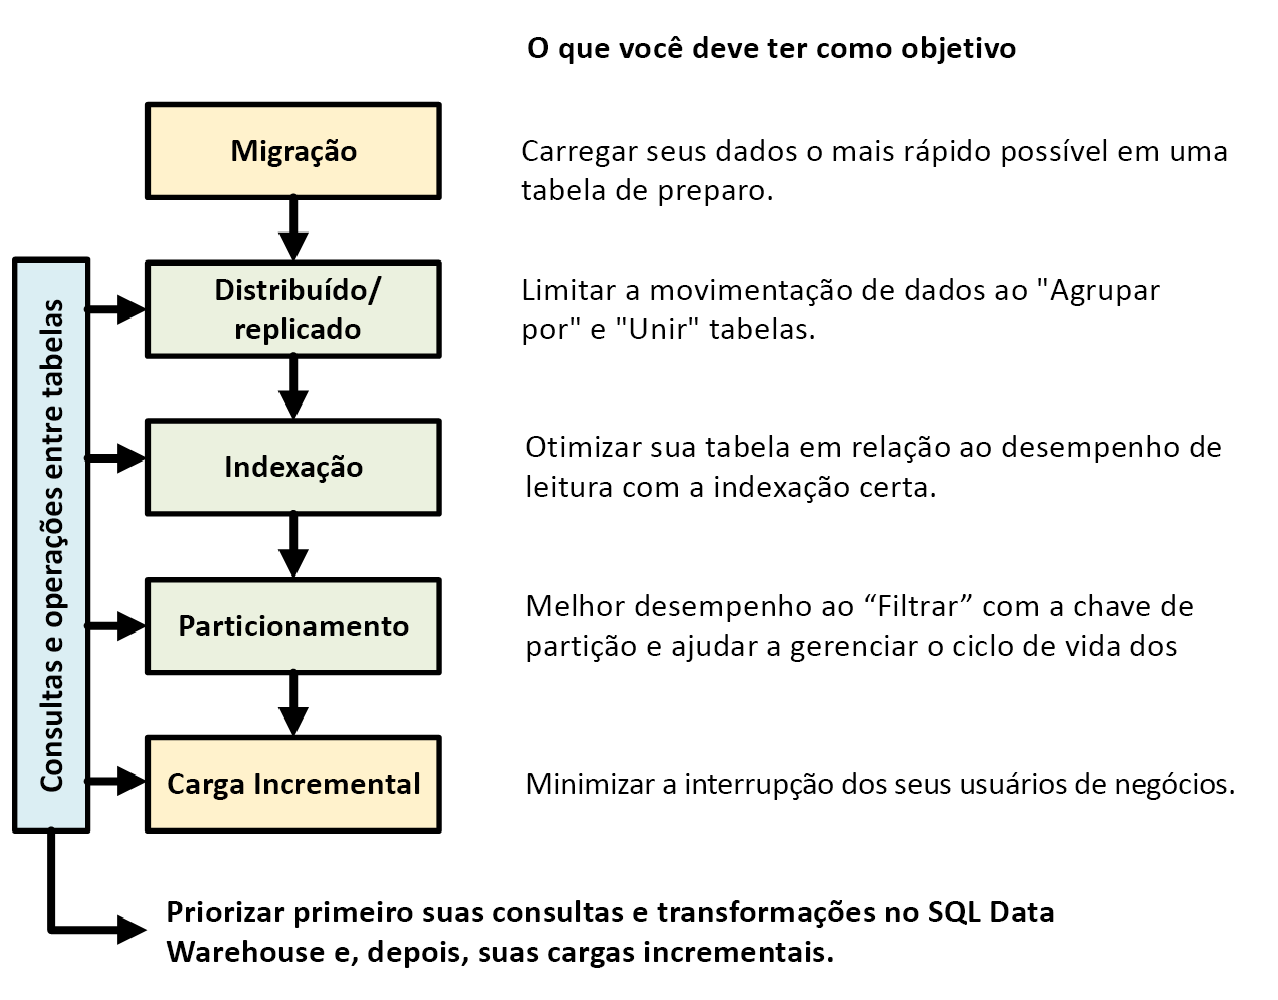 O que você deve ter como objetivo
Migração
Carregar seus dados o mais rápido possível em uma
tabela de preparo.
Consultas e operações entre tabelas
Distribuído/
replicado
Limitar a movimentação de dados ao "Agrupar
por" e "Unir" tabelas.
Indexação
Otimizar sua tabela em relação ao desempenho de
leitura com a indexação certa.
Particionamento
Melhor desempenho ao “Filtrar” com a chave de
partição e ajudar a gerenciar o ciclo de vida dos
Carga Incremental
Minimizar a interrupção dos seus usuários de negócios.
Priorizar primeiro suas consultas e transformações no SQL Data
Warehouse e, depois, suas cargas incrementais.